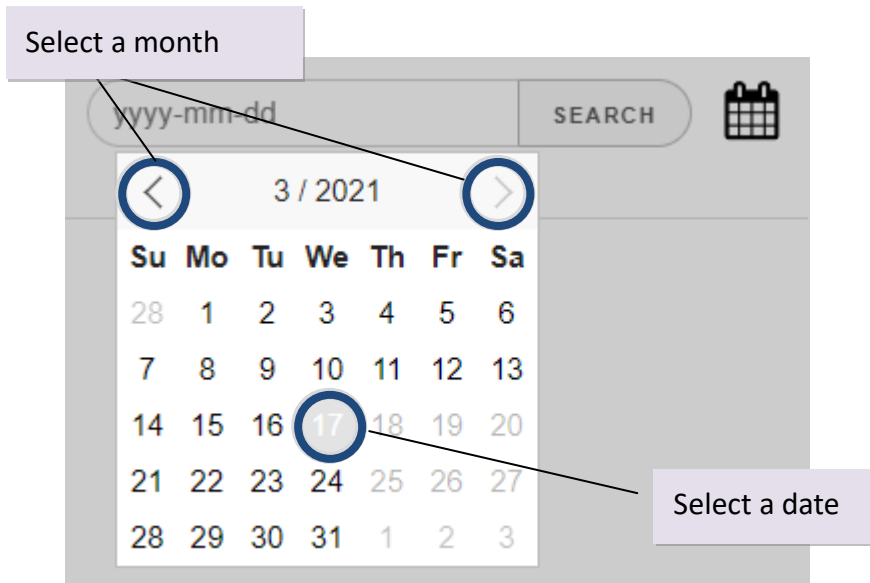 Select a month
yyyy-mm-dd SEARCH
3 / 2021
Su Mo Tu We Th Fr Sa
28 1 2 3 4 5 6
7 8 9 10 11 12 13
14 15 16 17 18 19 20
21 22 23 24 25 26 27
28 29 30 31 1 2 3
Select a date